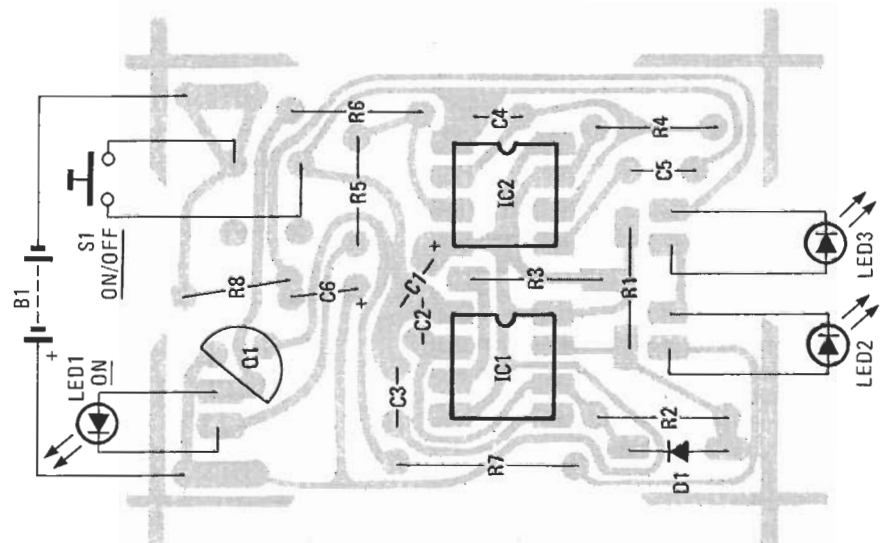 B1
+
S1
ON/OFF
LED1
ON
R8
R6
R5
C6
+
Q1
C4
R4
C5
IC2
C1
+
C2
C3
R3
R1
IC1
R7
R2
D1
LED3
LED2